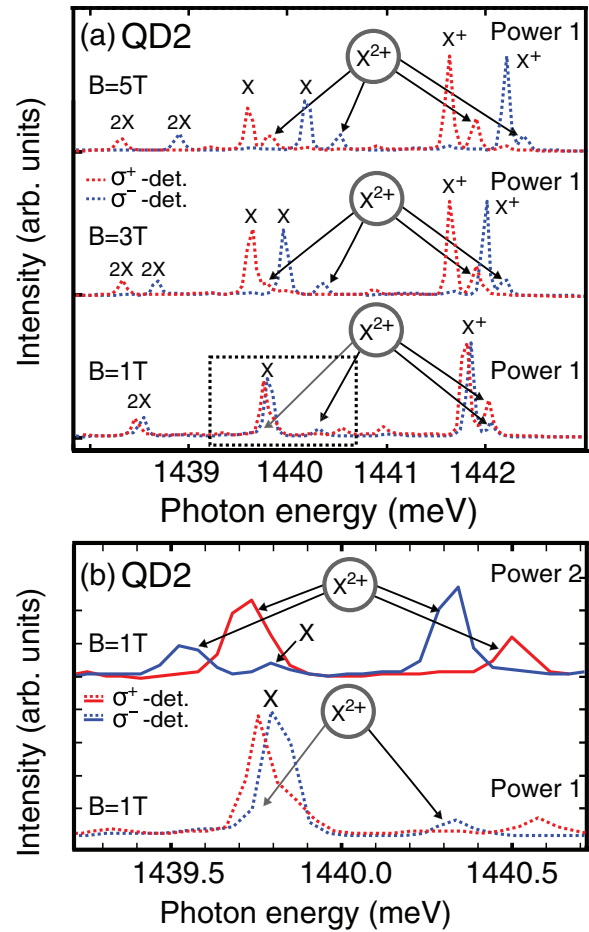 (a) QD2
Power 1
B=5T
2X
2X
X
X
X²⁺
X⁺
X⁺
σ⁺ -det.
σ⁻ -det.
Power 1
B=3T
2X
2X
X
X
X²⁺
X⁺
X⁺
Power 1
B=1T
2X
X
X²⁺
X⁺
Intensity (arb. units)
1439
1440
1441
1442
Photon energy (meV)
(b) QD2
Power 2
B=1T
X²⁺
X
σ⁺ -det.
σ⁻ -det.
X
X²⁺
Power 1
B=1T
Intensity (arb. units)
1439.5
1440.0
1440.5
Photon energy (meV)